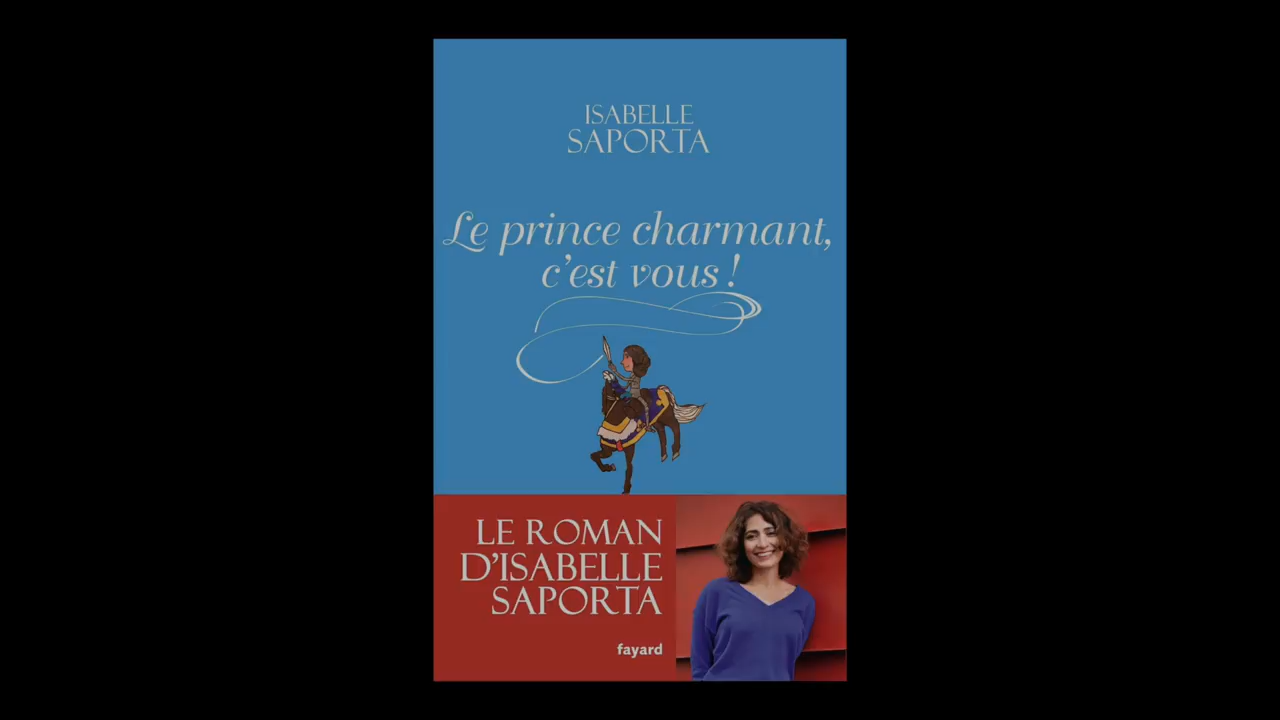 ISABELLE
SAPORTA
Le prince charmant,
c'est vous !
LE ROMAN
D'ISABELLE
SAPORTA
fayard